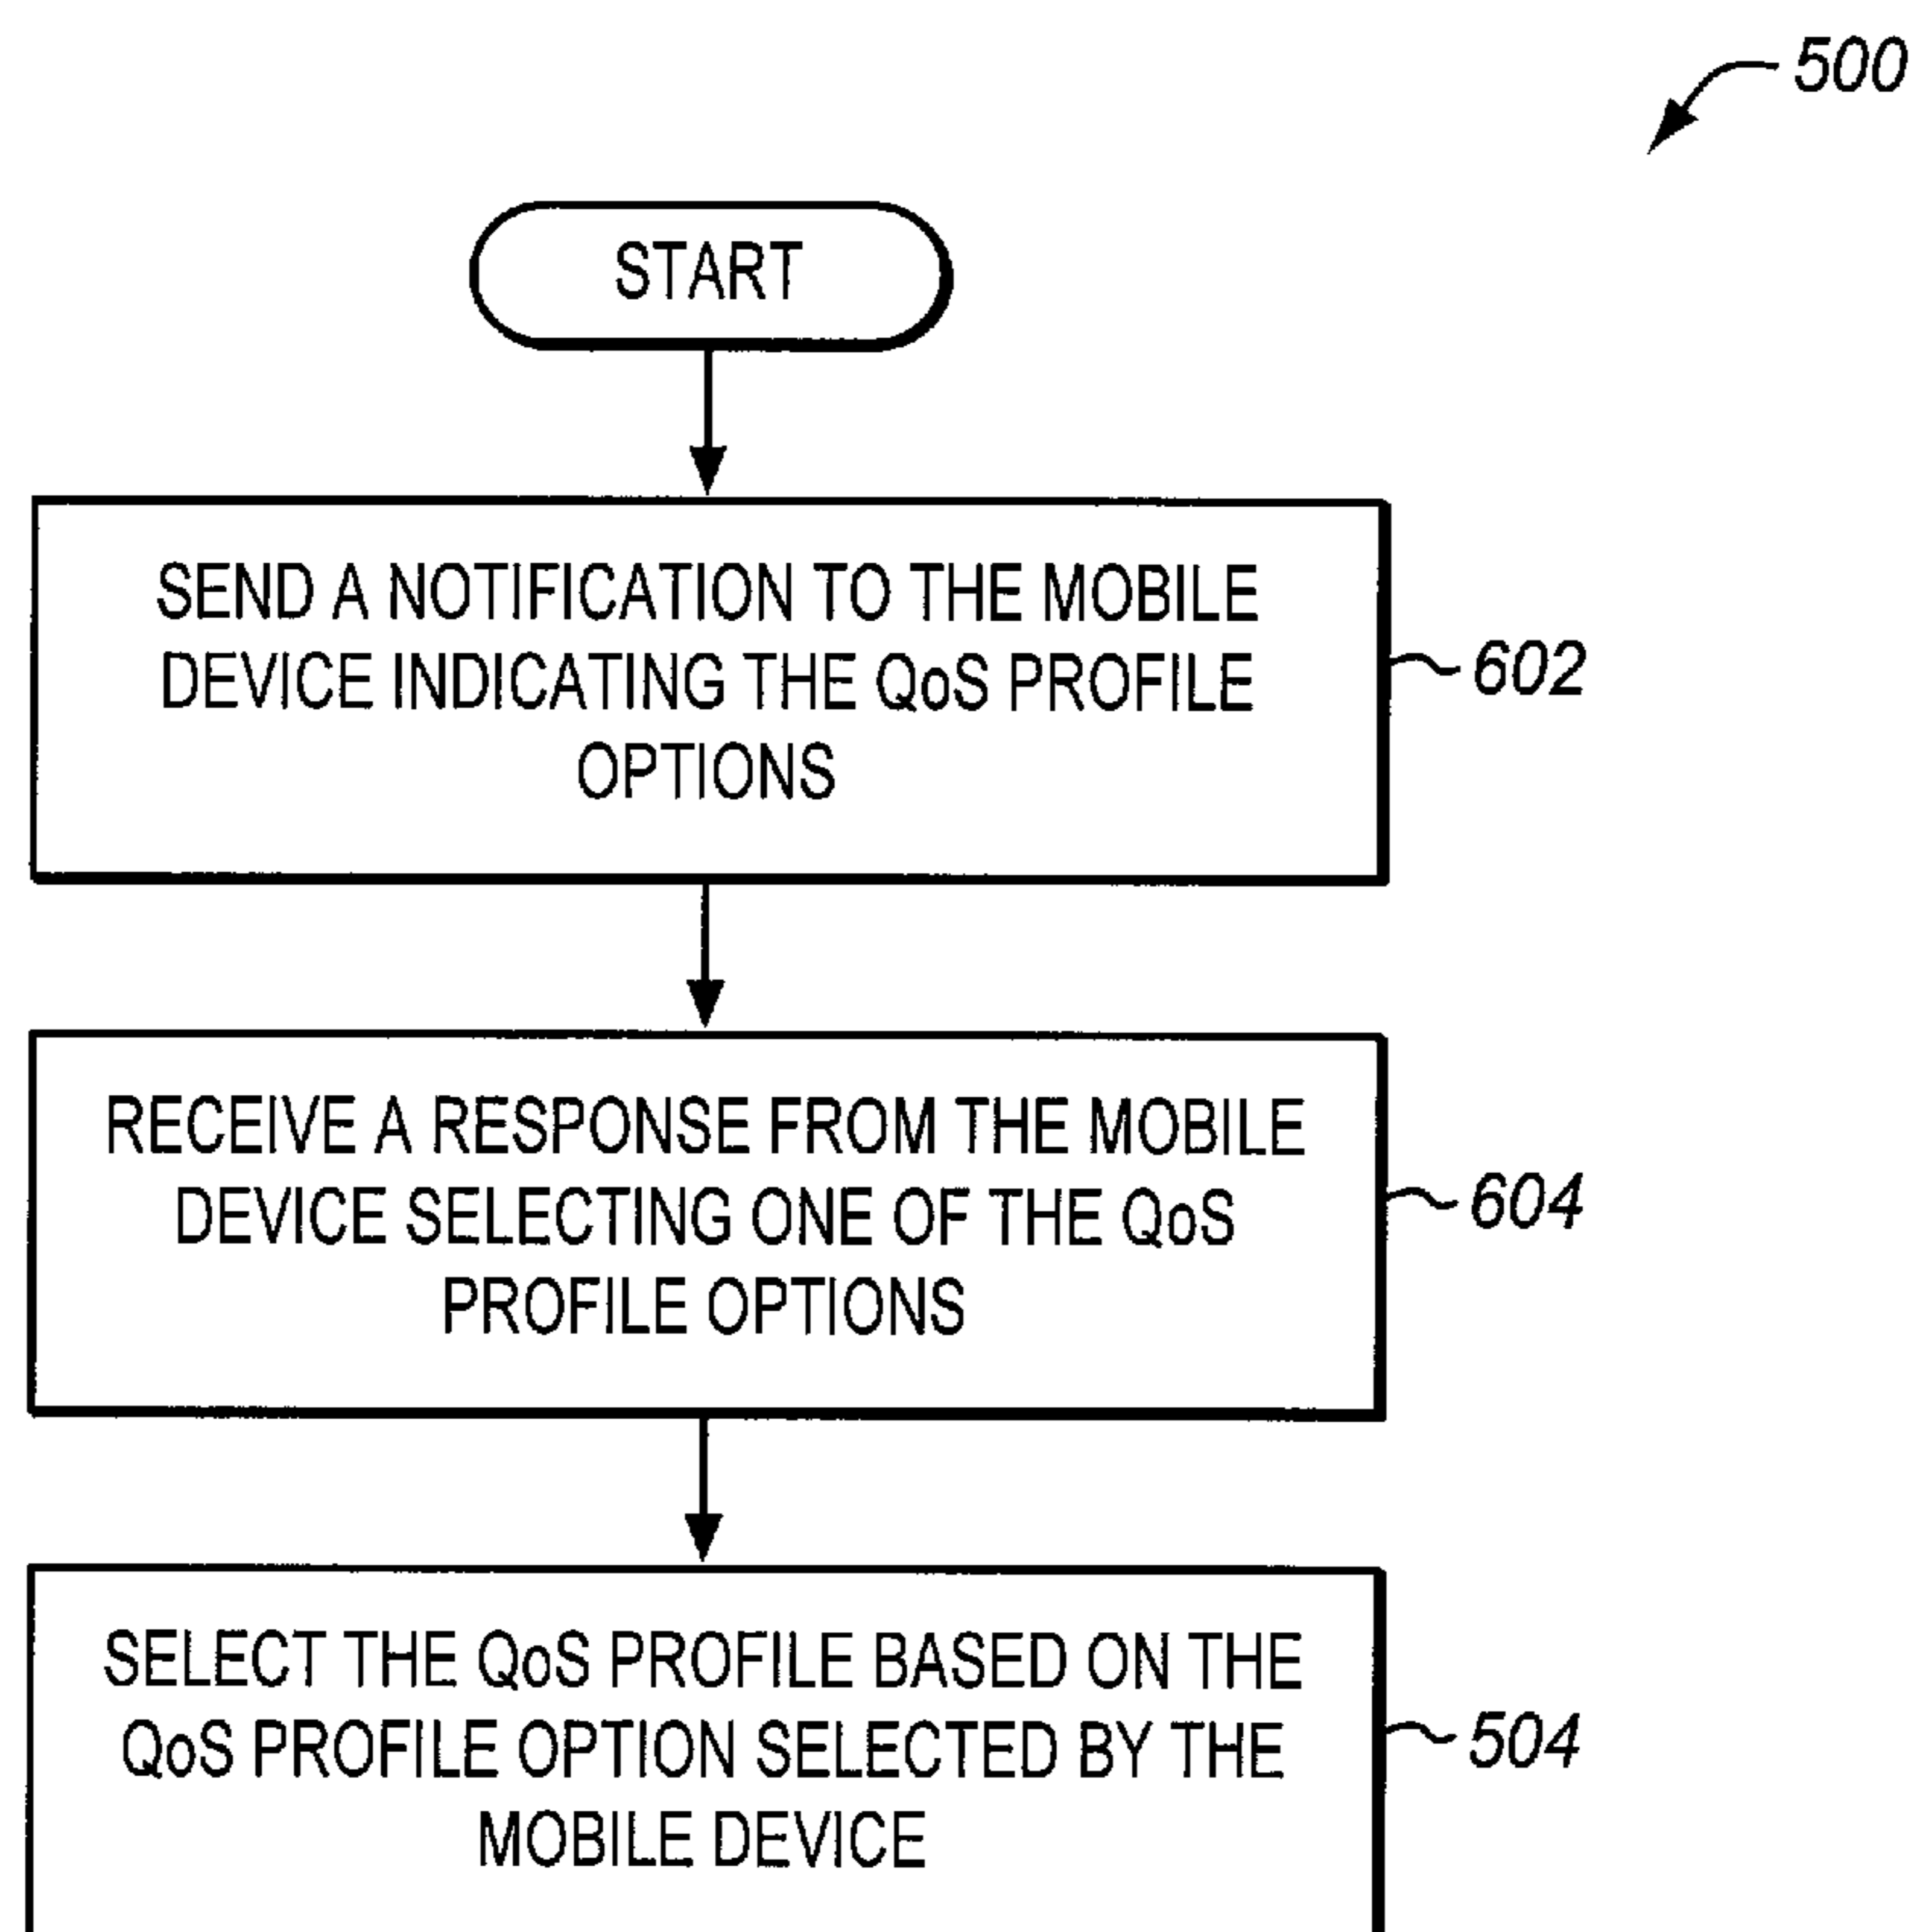 500
START
SEND A NOTIFICATION TO THE MOBILE
DEVICE INDICATING THE QoS PROFILE
OPTIONS
602
RECEIVE A RESPONSE FROM THE MOBILE
DEVICE SELECTING ONE OF THE QoS
PROFILE OPTIONS
604
SELECT THE QoS PROFILE BASED ON THE
QoS PROFILE OPTION SELECTED BY THE
MOBILE DEVICE
504